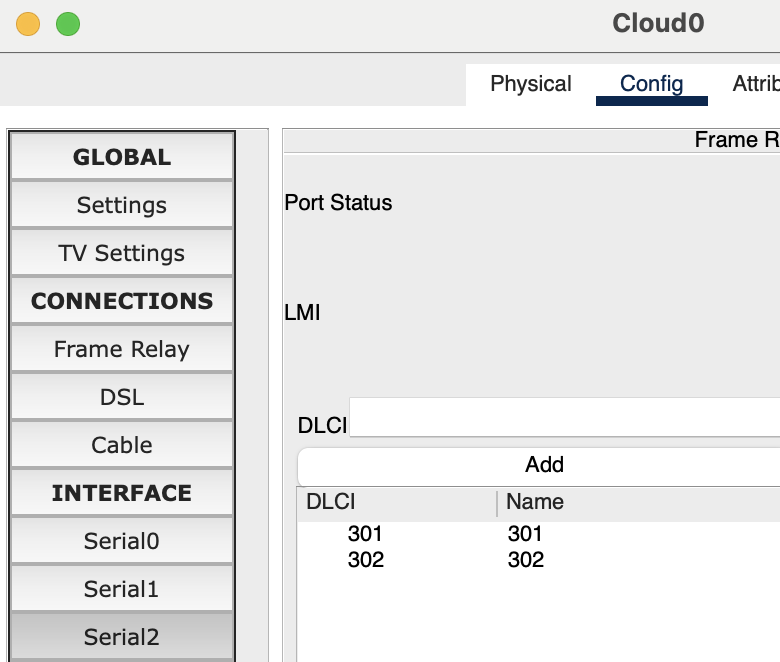 Cloud0
Physical Config
GLOBAL
Settings
TV Settings
CONNECTIONS
Frame Relay
DSL
Cable
INTERFACE
Serial0
Serial1
Serial2
Frame
Port Status
LMI
DLCI
Add
DLCI Name
301 301
302 302